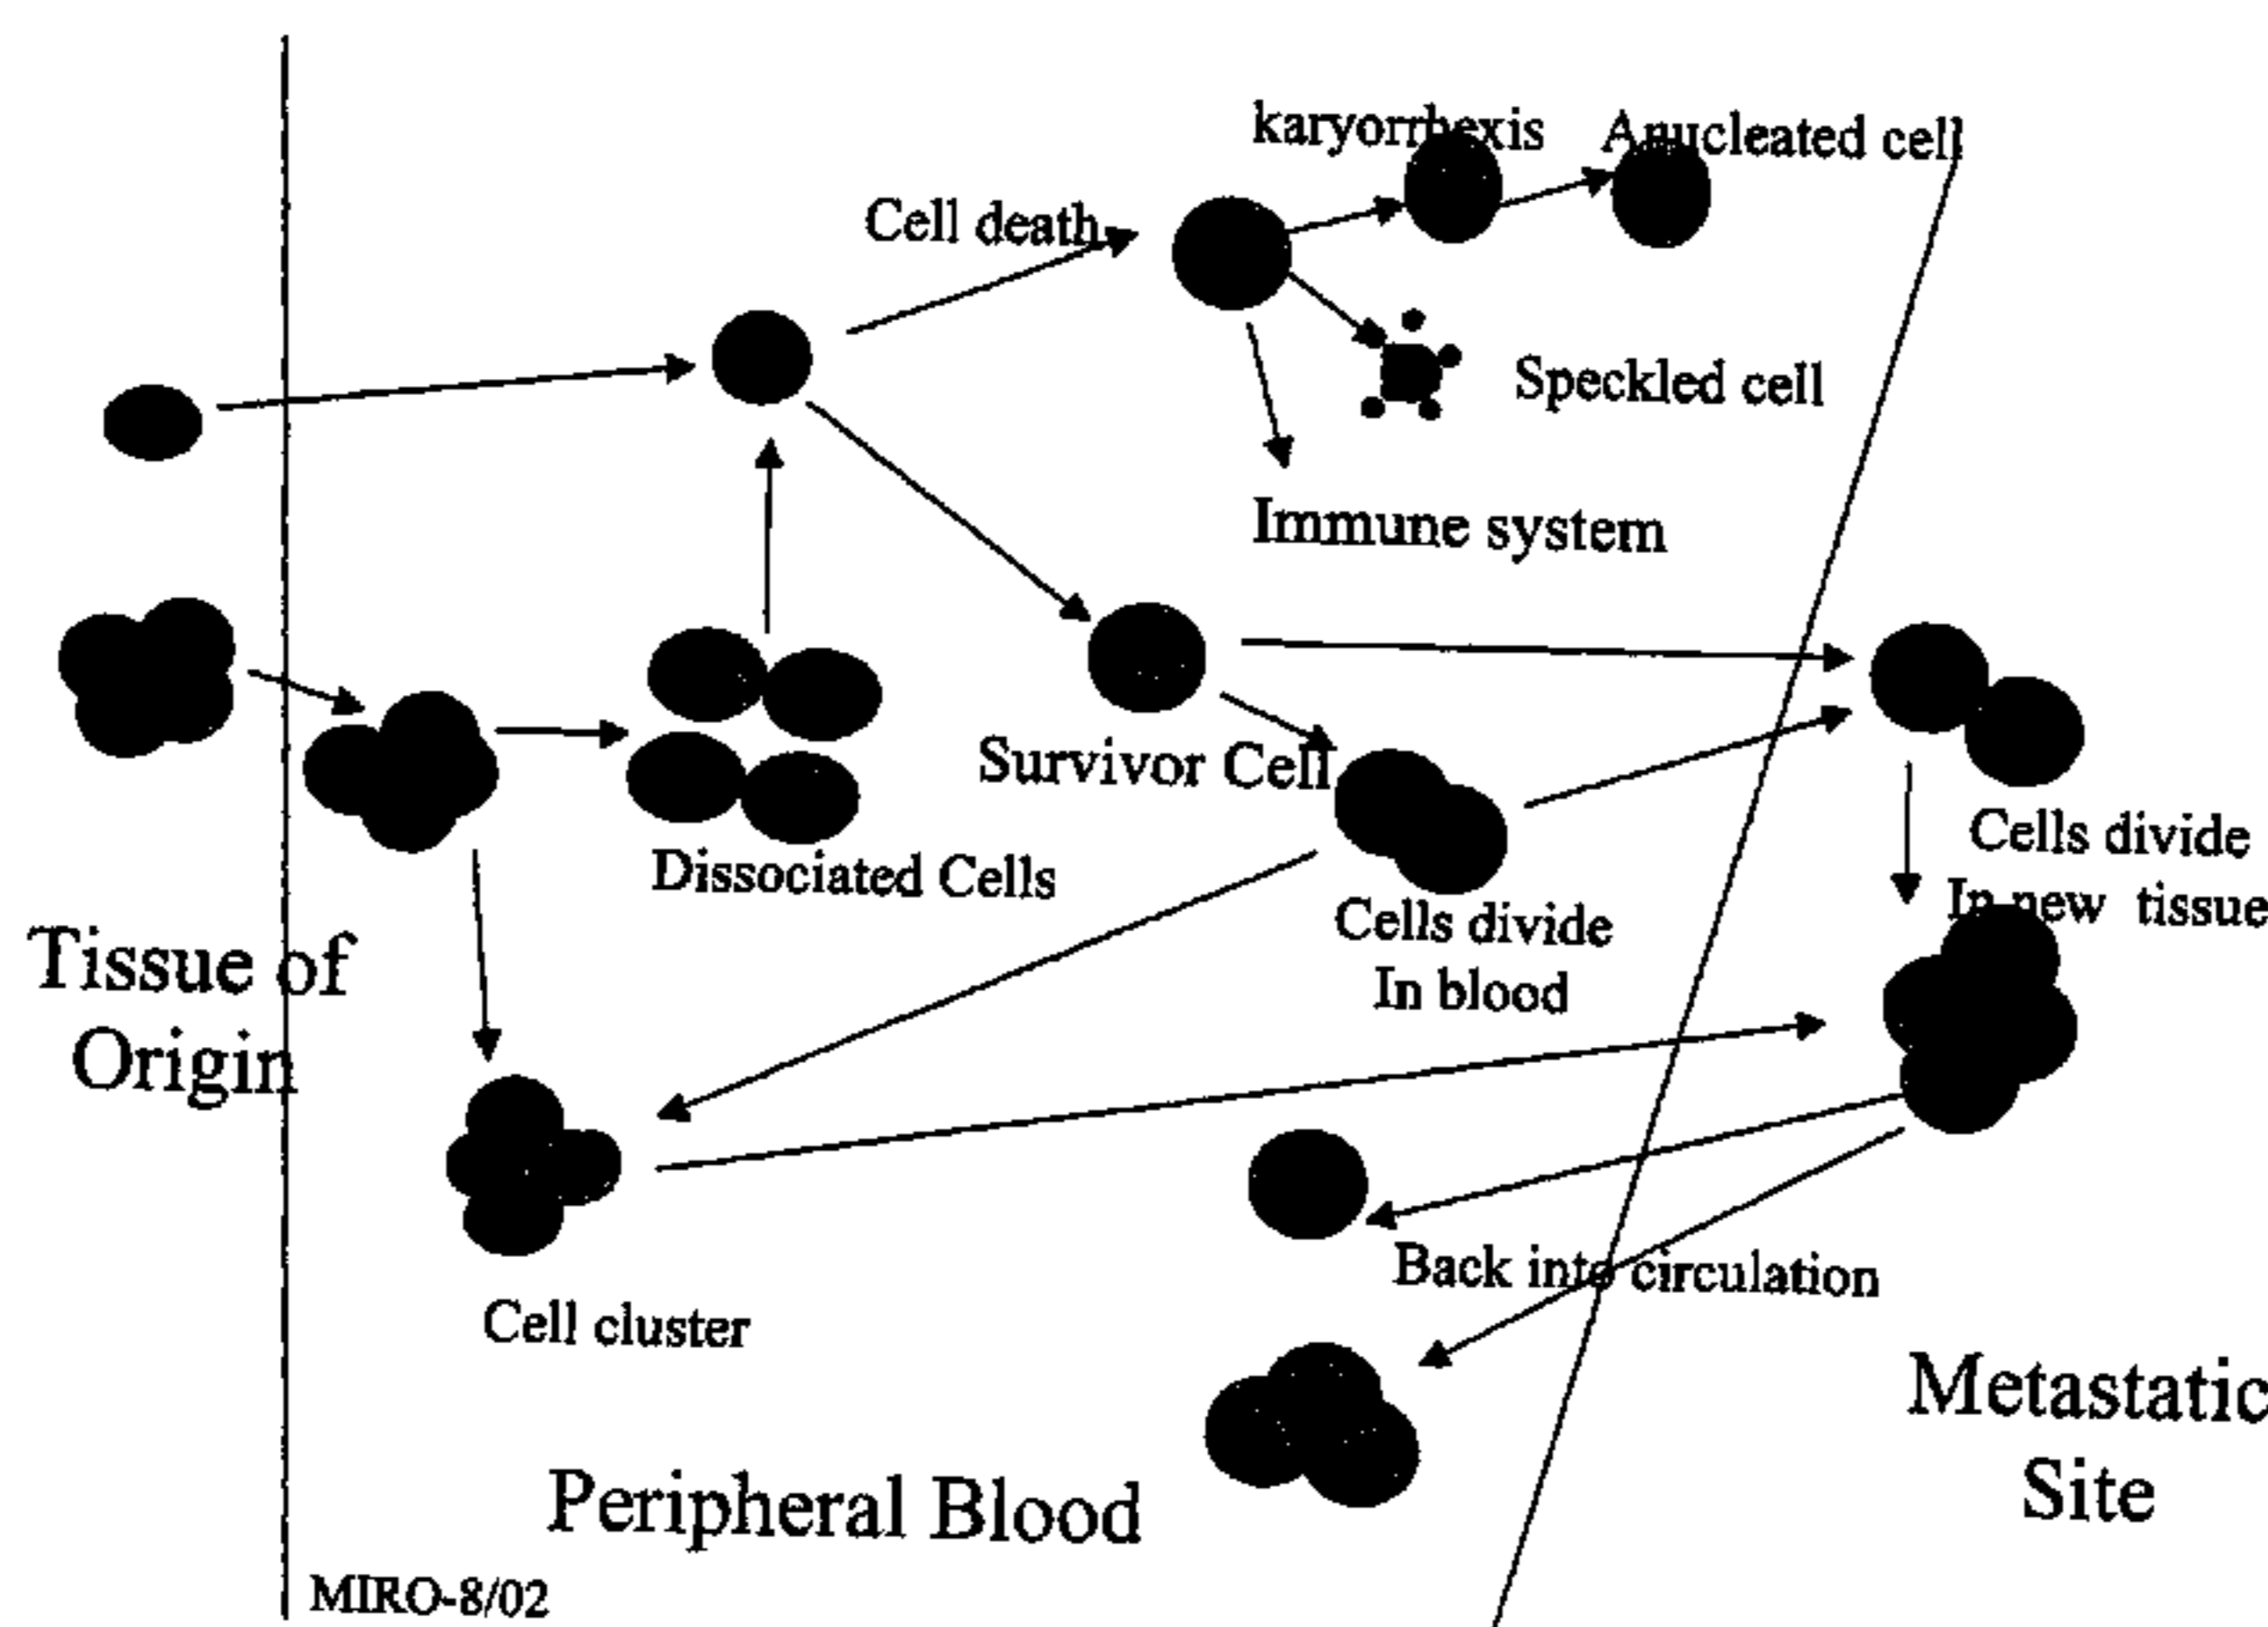 karyorrhexis
Anucleated cell
Cell death
Speckled cell
Immune system
Survivor Cell
Dissociated Cells
Cells divide
In blood
Cells divide
In new tissue
Tissue of
Origin
Cell cluster
Back into circulation
Metastatic
Site
Peripheral Blood
MIRO-8/02